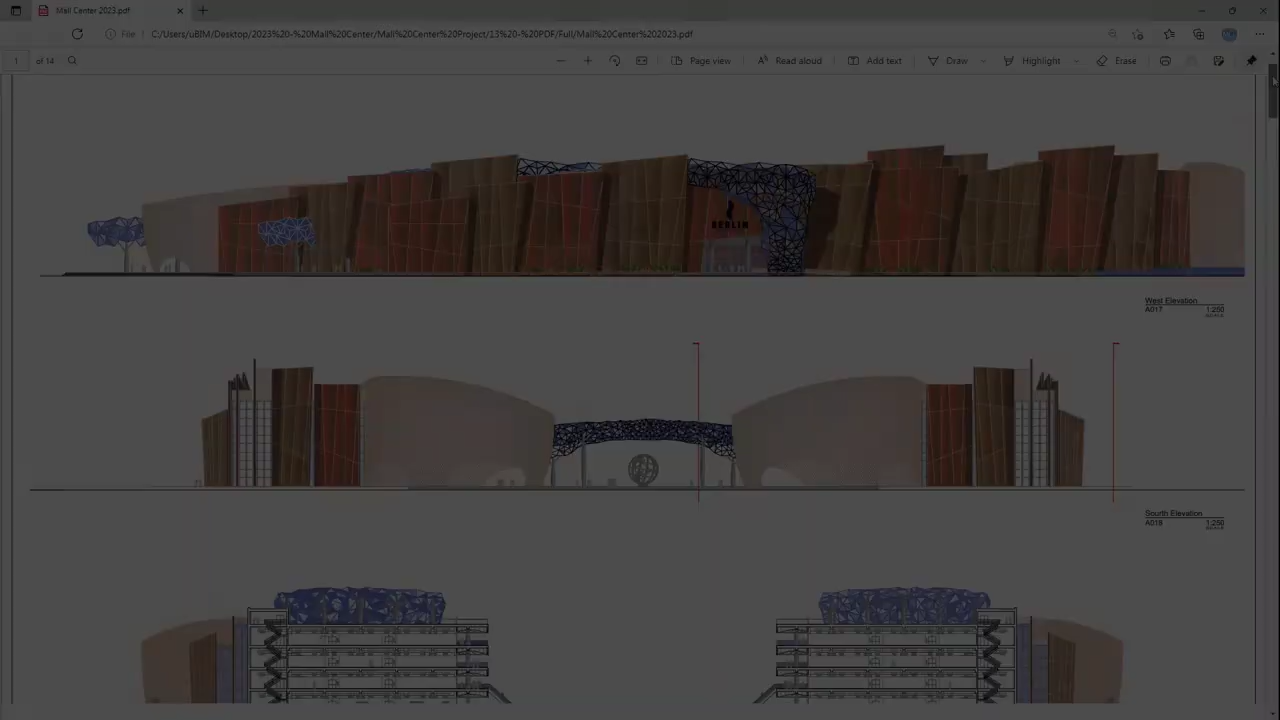 Mall Center 2023.pdf
File C:/Users/uBIM/Desktop/2023%20-%20Mall%20Center/Mall%20Center%20Project/13%20-%20PDF/Full/Mall%20Center%202023.pdf
1 of 14 Page view Read aloud Add text Draw Highlight Erase
BERLIN
West Elevation
A017 1:250
Sourth Elevation
A018 1:250